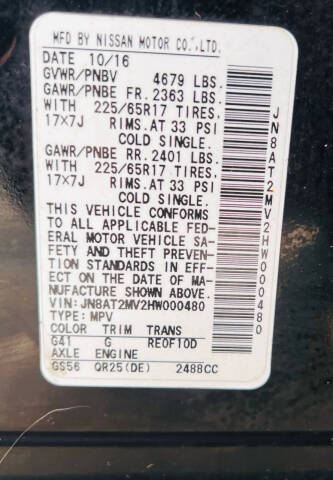 MFD BY NISSAN MOTOR CO.,LTD.
DATE 10/16
GVWR/PNBV 4679 LBS.
GAWR/PNBE FR. 2363 LBS.
WITH 225/65R17 TIRES.
17×7J RIMS.AT 33 PSI
COLD SINGLE.
GAWR/PNBE RR. 2401 LBS.
WITH 225/65R17 TIRES.
17×7J RIMS.AT 33 PSI
COLD SINGLE.
THIS VEHICLE CONFORMS
TO ALL APPLICABLE FED-
ERAL MOTOR VEHICLE SA-
FETY AND THEFT PREVEN-
TION STANDARDS IN EFF-
ECT ON THE DATE OF MA-
NUFACTURE SHOWN ABOVE.
VIN:JN8AT2MV2HW000480
TYPE: MPV
COLOR TRIM TRANS
G41 G RE0F10D
AXLE ENGINE
GS56 QR25(DE) 2488CC
JN8AT2MV2HW000480